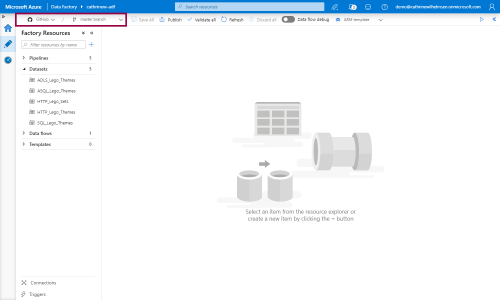 Microsoft Azure
Data Factory
cathrinew-adf
Search resources
demo@cathrinewilhelmsen.onmicrosoft.com
GitHub
master branch
Save all
Publish
Validate all
Refresh
Discard all
Data flow debug
ARM template
Factory Resources
Filter resources by name
Pipelines 5
Datasets 5
ADLS_Lego_Themes
ASQL_Lego_Themes
HTTP_Lego_Sets
HTTP_Lego_Themes
SQL_Lego_Themes
Data flows 1
Templates 0
Select an item from the resource explorer or
create a new item by clicking the + button
Connections
Triggers